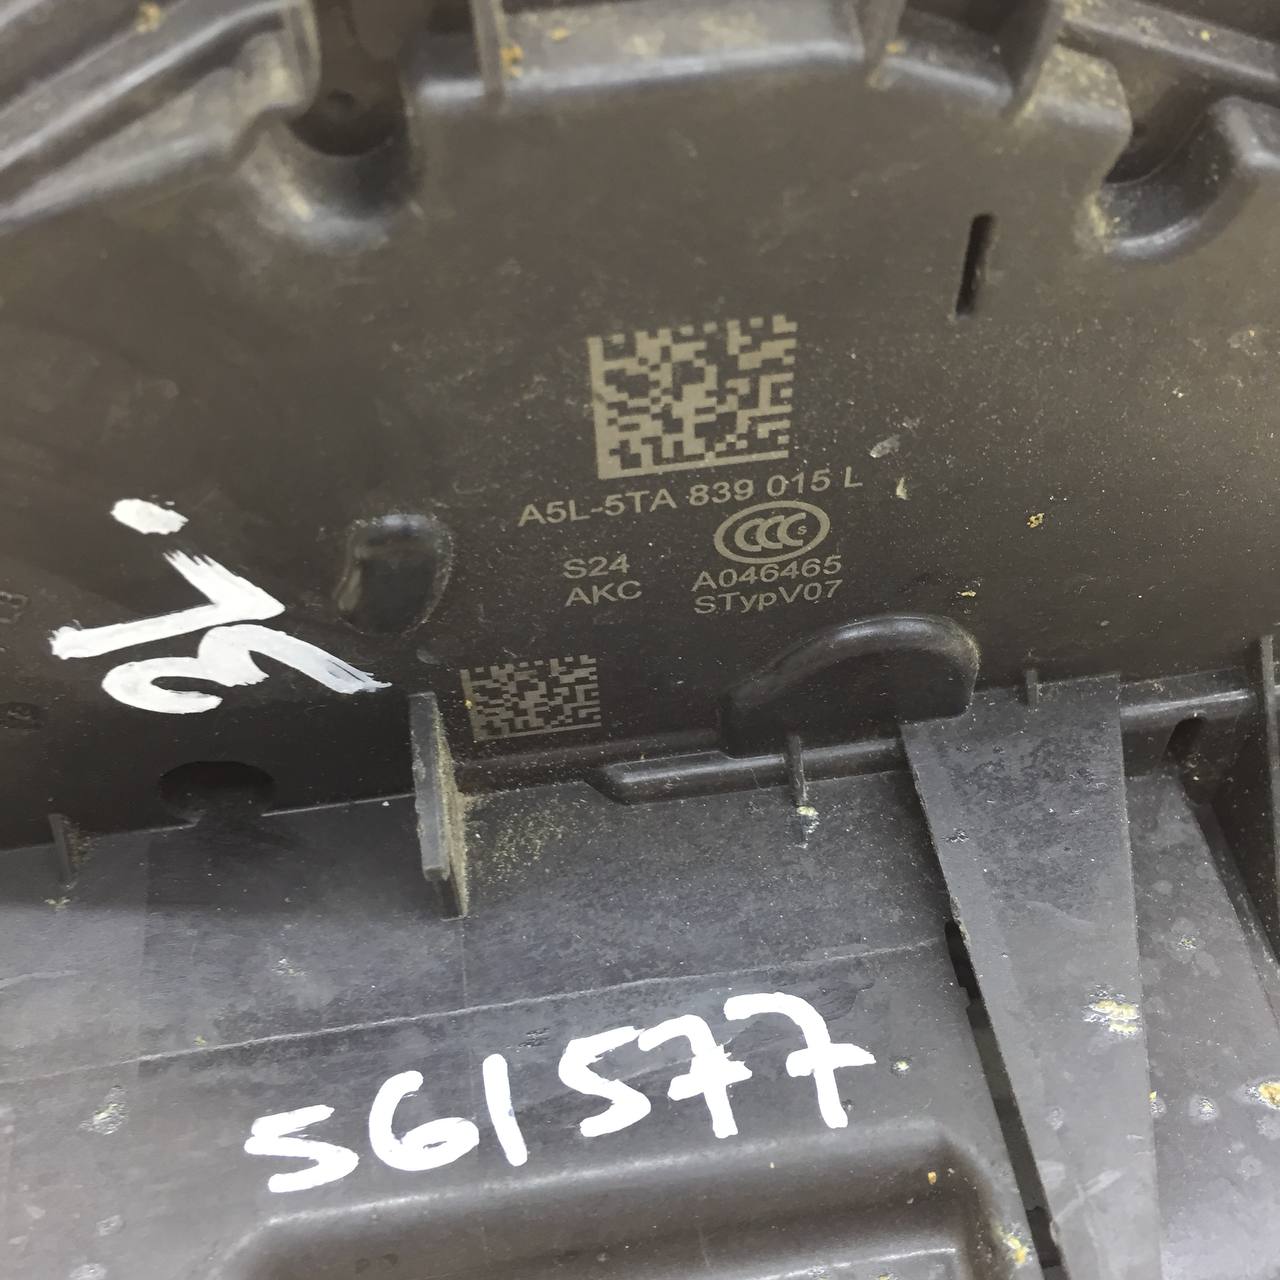 A5L-5TA 839 015 L
CCC s
S24 A046465
AKC STypV07
561577